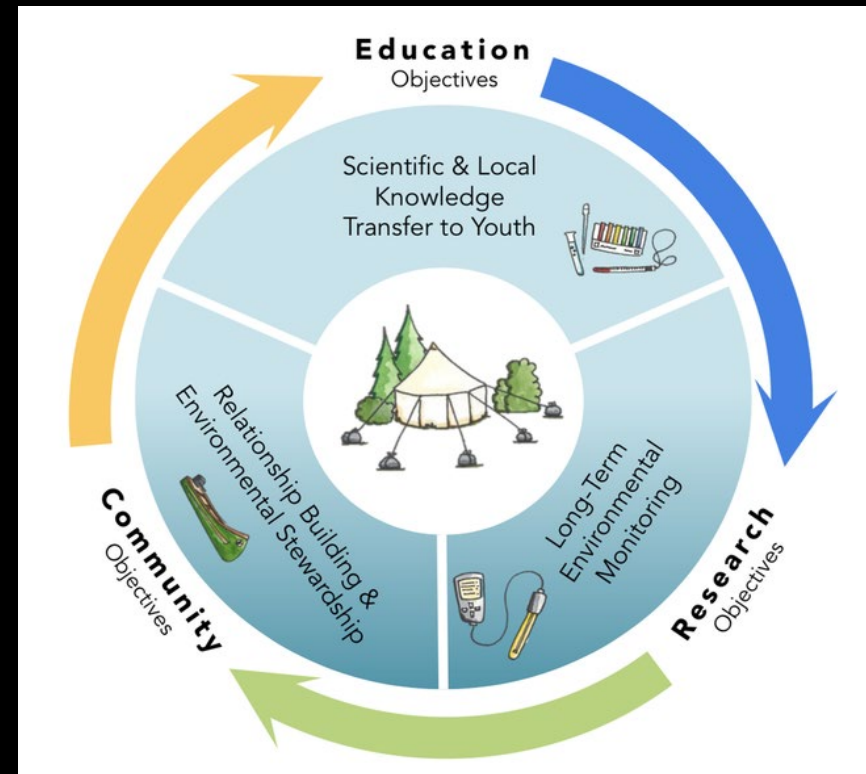 Education
Objectives
Scientific & Local
Knowledge
Transfer to Youth
Long-Term
Environmental
Monitoring
Research
Objectives
Relationship Building &
Environmental Stewardship
Community
Objectives